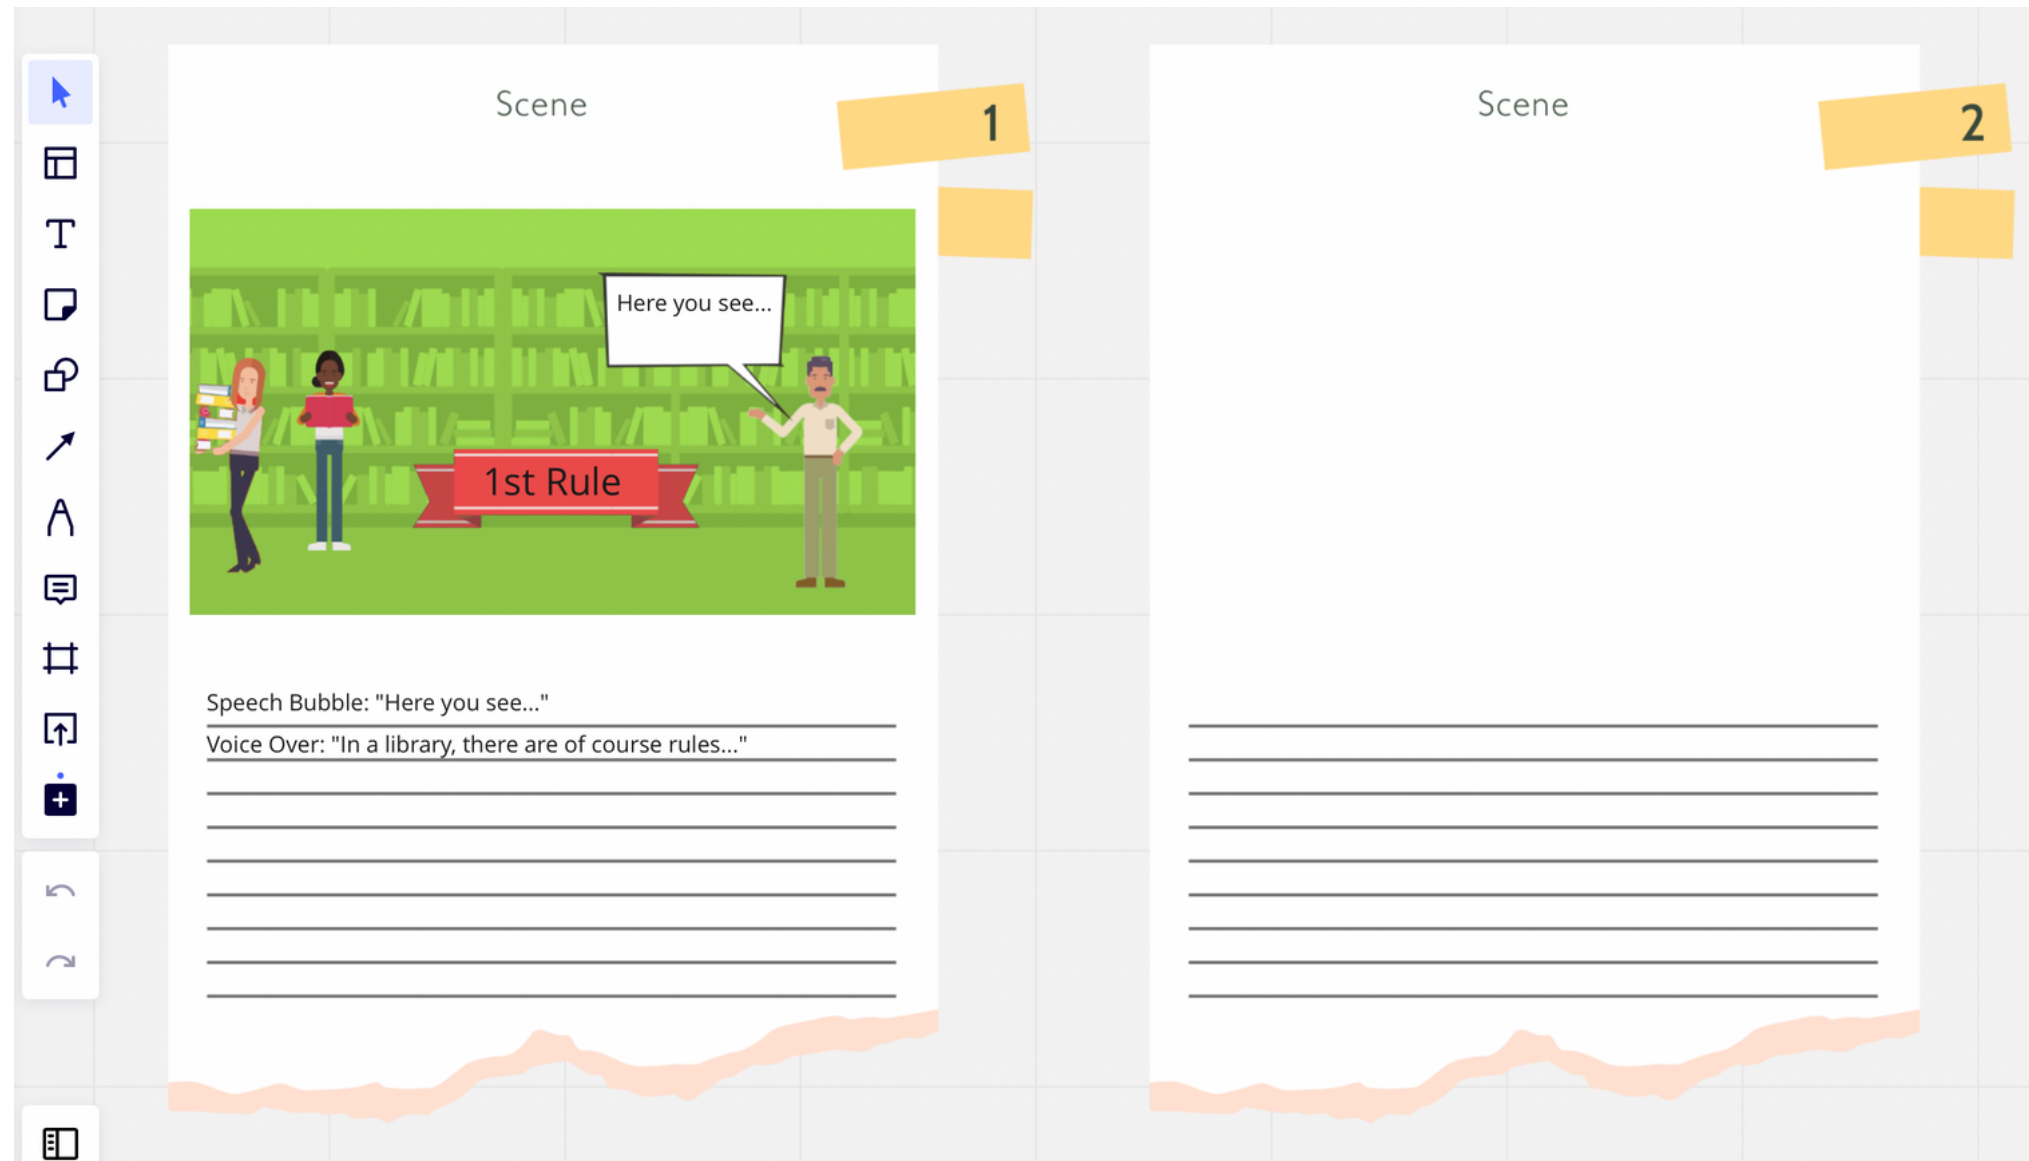 Scene
1
Here you see...
1st Rule
Speech Bubble: "Here you see..."
Voice Over: "In a library, there are of course rules..."
Scene
2